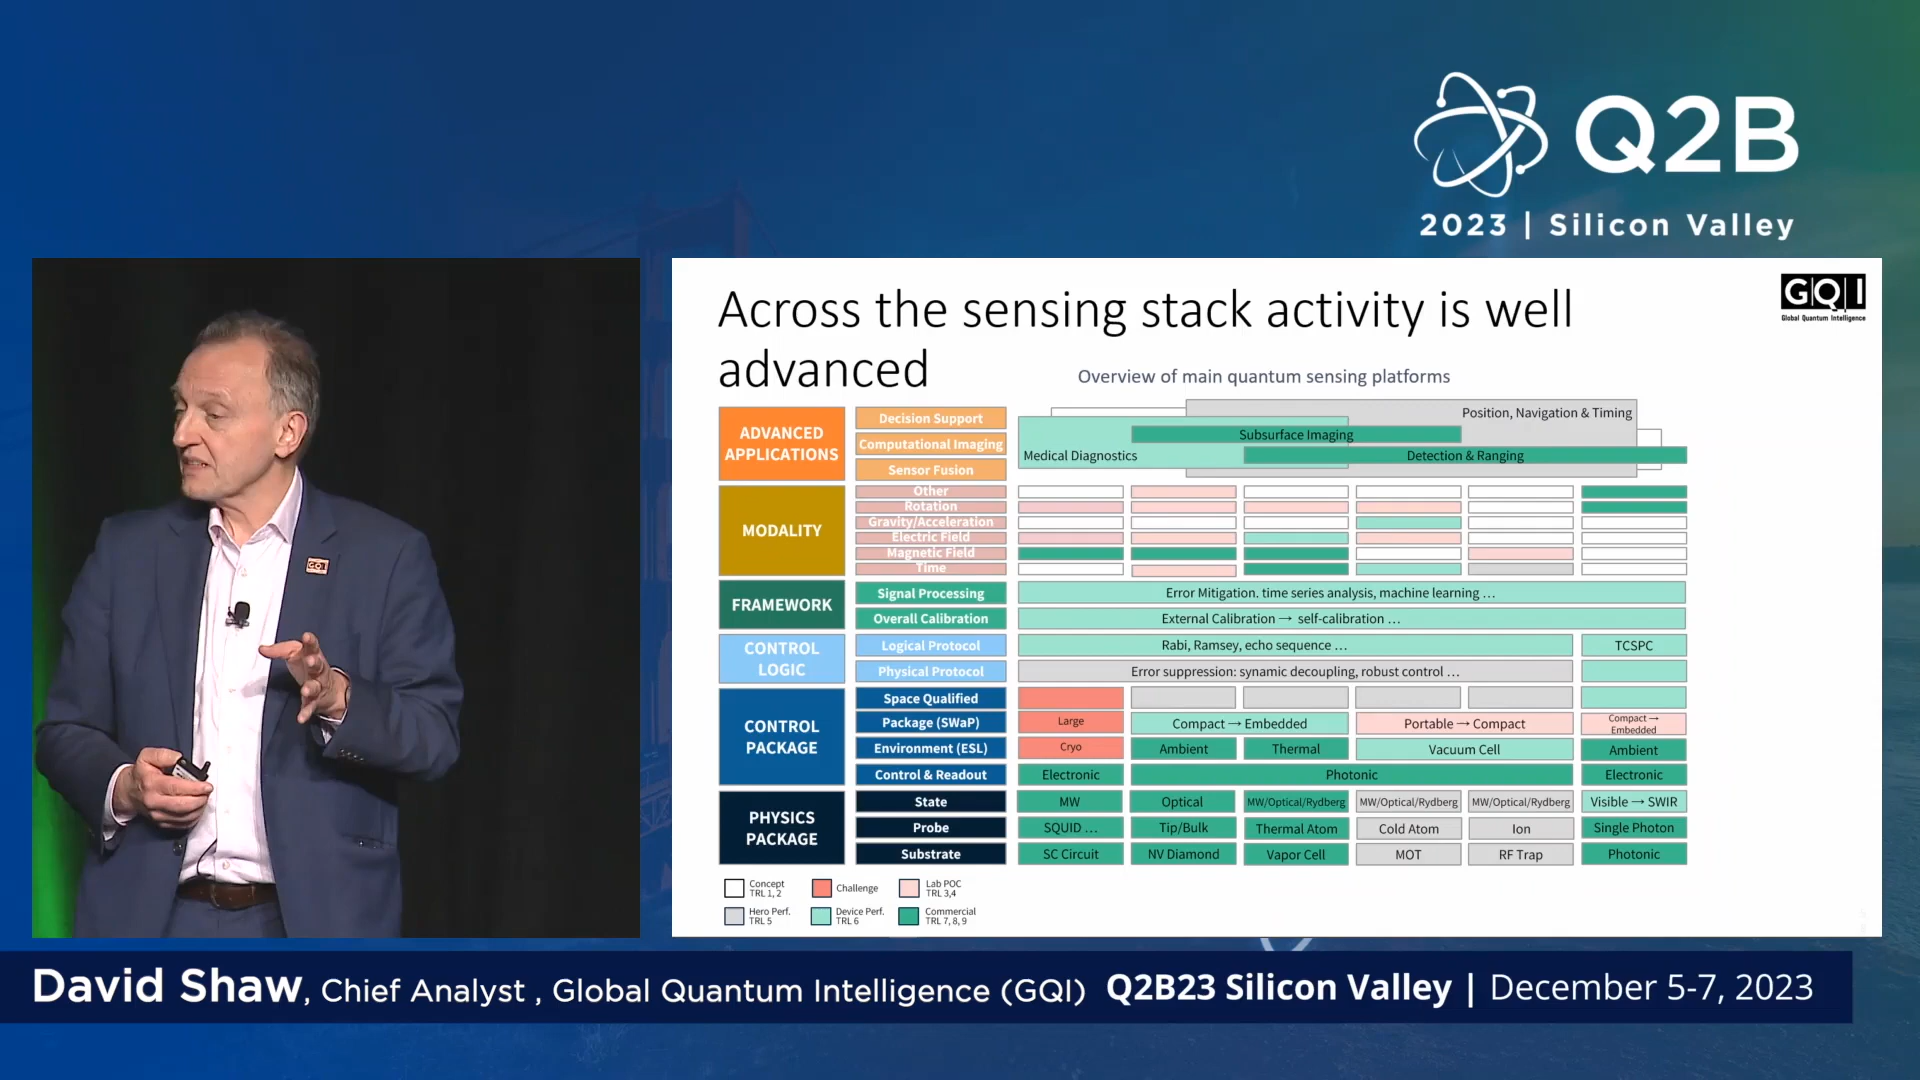 Q2B
2023 | Silicon Valley
GQI
Global Quantum Intelligence
Across the sensing stack activity is well
advanced
Overview of main quantum sensing platforms
ADVANCED
APPLICATIONS
Decision Support
Computational Imaging
Sensor Fusion
Position, Navigation & Timing
Subsurface Imaging
Medical Diagnostics
Detection & Ranging
MODALITY
Other
Rotation
Gravity/Acceleration
Electric Field
Magnetic Field
Time
FRAMEWORK
Signal Processing
Error Mitigation. time series analysis, machine learning ...
Overall Calibration
External Calibration → self-calibration ...
CONTROL
LOGIC
Logical Protocol
Rabi, Ramsey, echo sequence ...
TCSPC
Physical Protocol
Error suppression: synamic decoupling, robust control ...
CONTROL
PACKAGE
Space Qualified
Package (SWaP)
Large
Compact → Embedded
Portable → Compact
Compact →
Embedded
Environment (ESL)
Cryo
Ambient
Thermal
Vacuum Cell
Ambient
Control & Readout
Electronic
Photonic
Electronic
PHYSICS
PACKAGE
State
MW
Optical
MW/Optical/Rydberg
MW/Optical/Rydberg
MW/Optical/Rydberg
Visible → SWIR
Probe
SQUID ...
Tip/Bulk
Thermal Atom
Cold Atom
Ion
Single Photon
Substrate
SC Circuit
NV Diamond
Vapor Cell
MOT
RF Trap
Photonic
Concept
TRL 1, 2
Challenge
Lab POC
TRL 3,4
Hero Perf.
TRL 5
Device Perf.
TRL 6
Commercial
TRL 7, 8, 9
GQI
David Shaw, Chief Analyst , Global Quantum Intelligence (GQI)
Q2B23 Silicon Valley | December 5-7, 2023